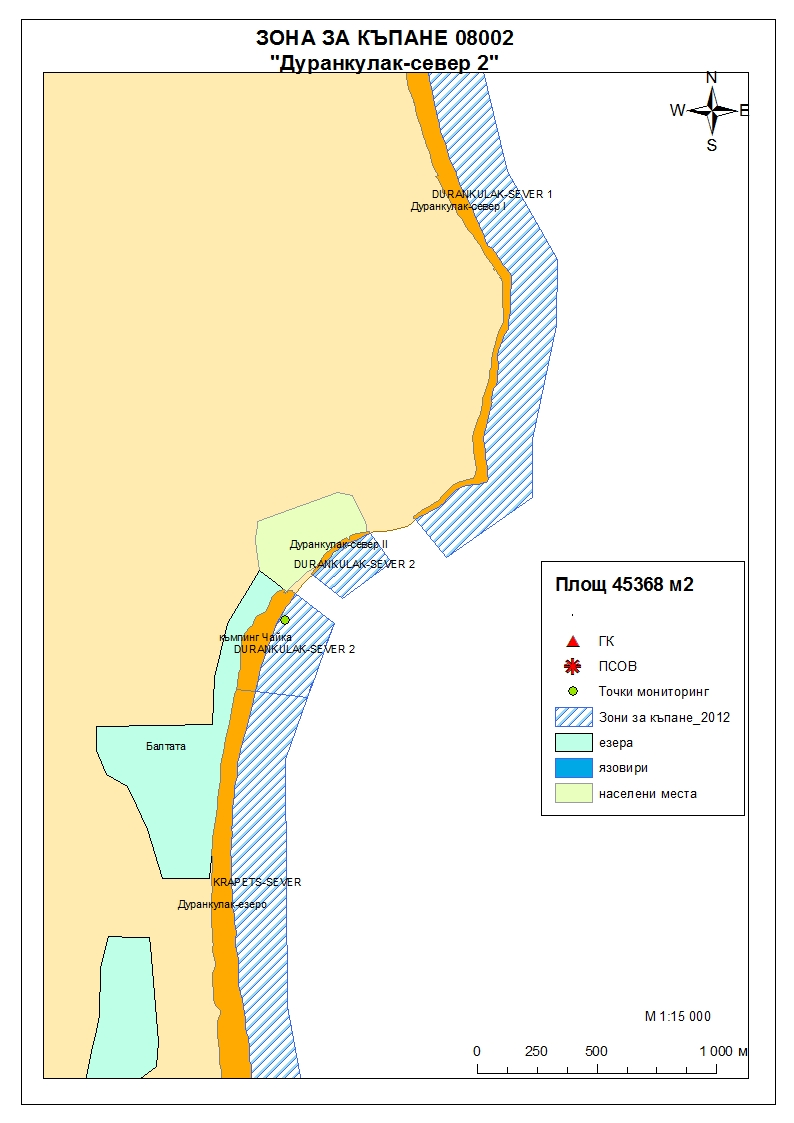 ЗОНА ЗА КЪПАНЕ 08002
"Дуранкулак-север 2"
N
W E
S
DURANKULAK-SEVER 1
Дуранкулак-север I
Дуранкулак-север II
DURANKULAK-SEVER 2
къмпинг Чайка
DURANKULAK-SEVER 2
Балтата
KRAPETS-SEVER
Дуранкулак-езеро
Площ 45368 м2
ГК
ПСОВ
Точки мониторинг
Зони за къпане_2012
езера
язовири
населени места
М 1:15 000
0 250 500 1 000 м